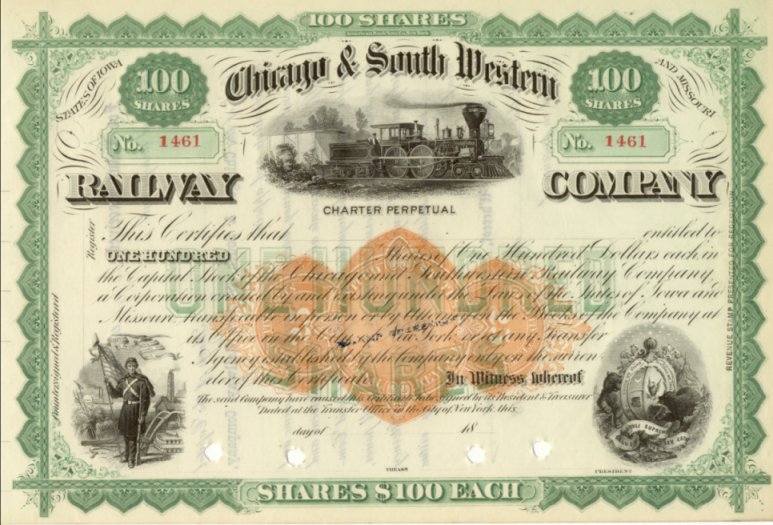 100 SHARES
STATES OF IOWA
AND MISSOURI
100 SHARES
Chicago & South Western
100 SHARES
No. 1461
No. 1461
RAILWAY
COMPANY
CHARTER PERPETUAL
Register
This Certifies that entitled to
ONE HUNDRED Shares of One Hundred Dollars each in
the Capital Stock of the Chicago and Southwestern Railway Company,
a Corporation created by and existing under the Laws of the States of Iowa and
Missouri, transferable in person or by Attorney on the Books of the Company at
its Office in the City of New York or at any Transfer
Agency established by the Company only on the surren-
der of this Certificate.
In Witness whereof
The said Company have caused this Certificate to be signed by its President & Treasurer
Dated at the Transfer Office in the City of New York this
day of 18
TREASR
PRESIDENT
Countersigned & Registered
SHARES $100 EACH